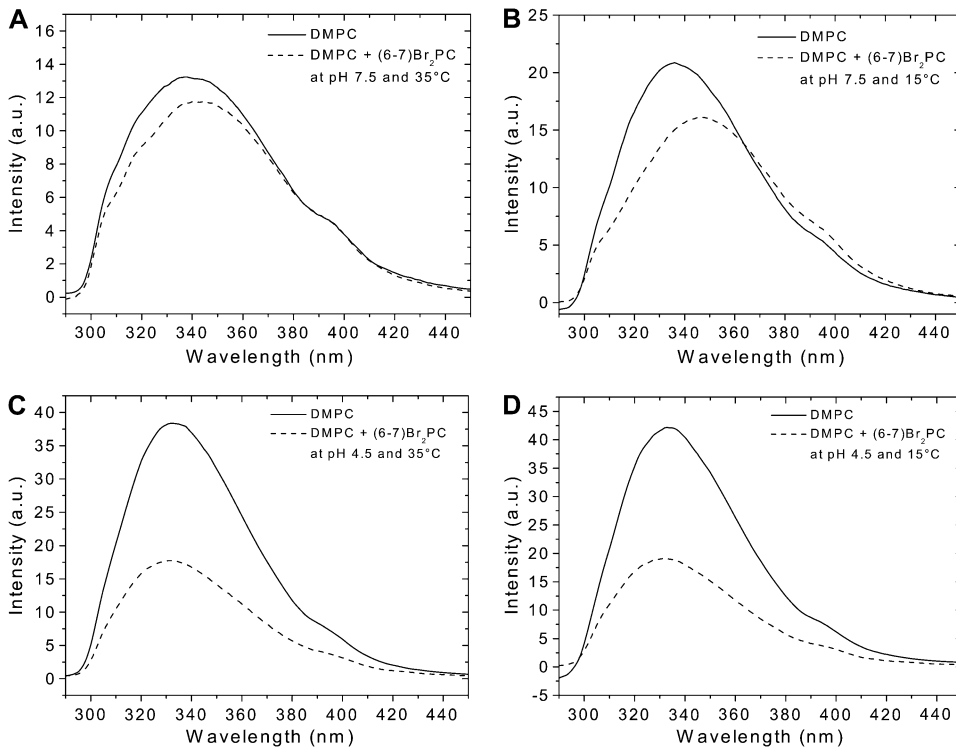 A
DMPC
DMPC + (6-7)Br₂PC
at pH 7.5 and 35°C
16
14
12
10
8
6
4
2
0
Intensity (a.u.)
300 320 340 360 380 400 420 440
Wavelength (nm)
B
DMPC
DMPC + (6-7)Br₂PC
at pH 7.5 and 15°C
25
20
15
10
5
0
Intensity (a.u.)
300 320 340 360 380 400 420 440
Wavelength (nm)
C
DMPC
DMPC + (6-7)Br₂PC
at pH 4.5 and 35°C
40
35
30
25
20
15
10
5
0
Intensity (a.u.)
300 320 340 360 380 400 420 440
Wavelength (nm)
D
DMPC
DMPC + (6-7)Br₂PC
at pH 4.5 and 15°C
45
40
35
30
25
20
15
10
5
0
-5
Intensity (a.u.)
300 320 340 360 380 400 420 440
Wavelength (nm)